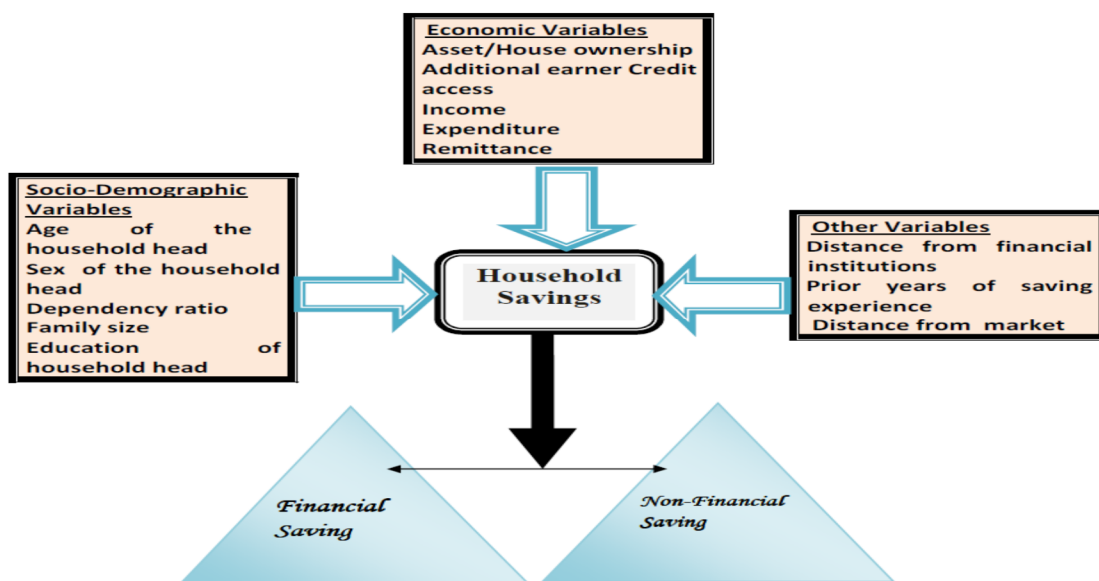 Economic Variables
Asset/House ownership
Additional earner Credit
access
Income
Expenditure
Remittance
Socio-Demographic
Variables
Age of the
household head
Sex of the household
head
Dependency ratio
Family size
Education of
household head
Household
Savings
Other Variables
Distance from financial
institutions
Prior years of saving
experience
Distance from market
Financial
Saving
Non-Financial
Saving